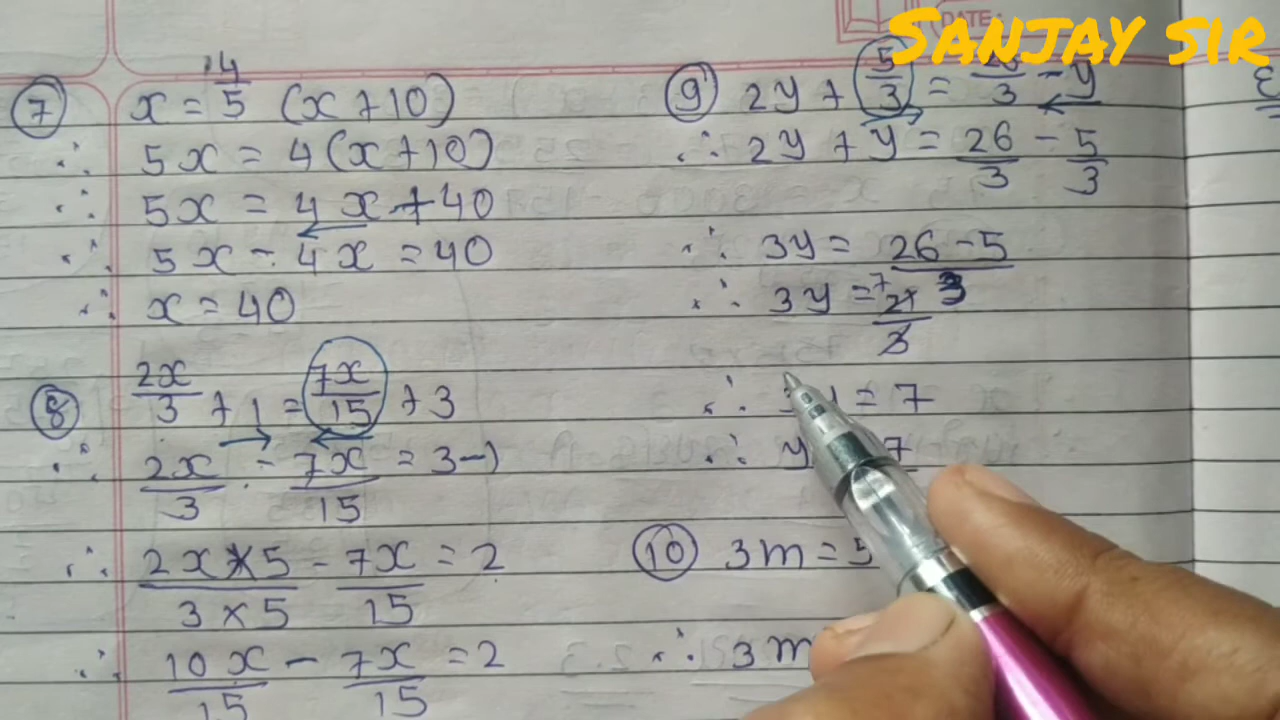 SANJAY SIR
DATE:
⑦ x = 4/5 (x + 10)
∴ 5x = 4(x + 10)
∴ 5x = 4x + 40
∴ 5x - 4x = 40
∴ x = 40
⑧ 2x/3 + 1 = 7x/15 + 3
∴ 2x/3 - 7x/15 = 3 - 1
∴ 2x × 5/3 × 5 - 7x/15 = 2
∴ 10x/15 - 7x/15 = 2
⑨ 2y + 5/3 = /3 - y
∴ 2y + y = 26/3 - 5/3
∴ 3y = 26 - 5
3
∴ 3y = 7 21/3
∴ y = 7
∴ y 7
⑩ 3m = 5
∴ 3m